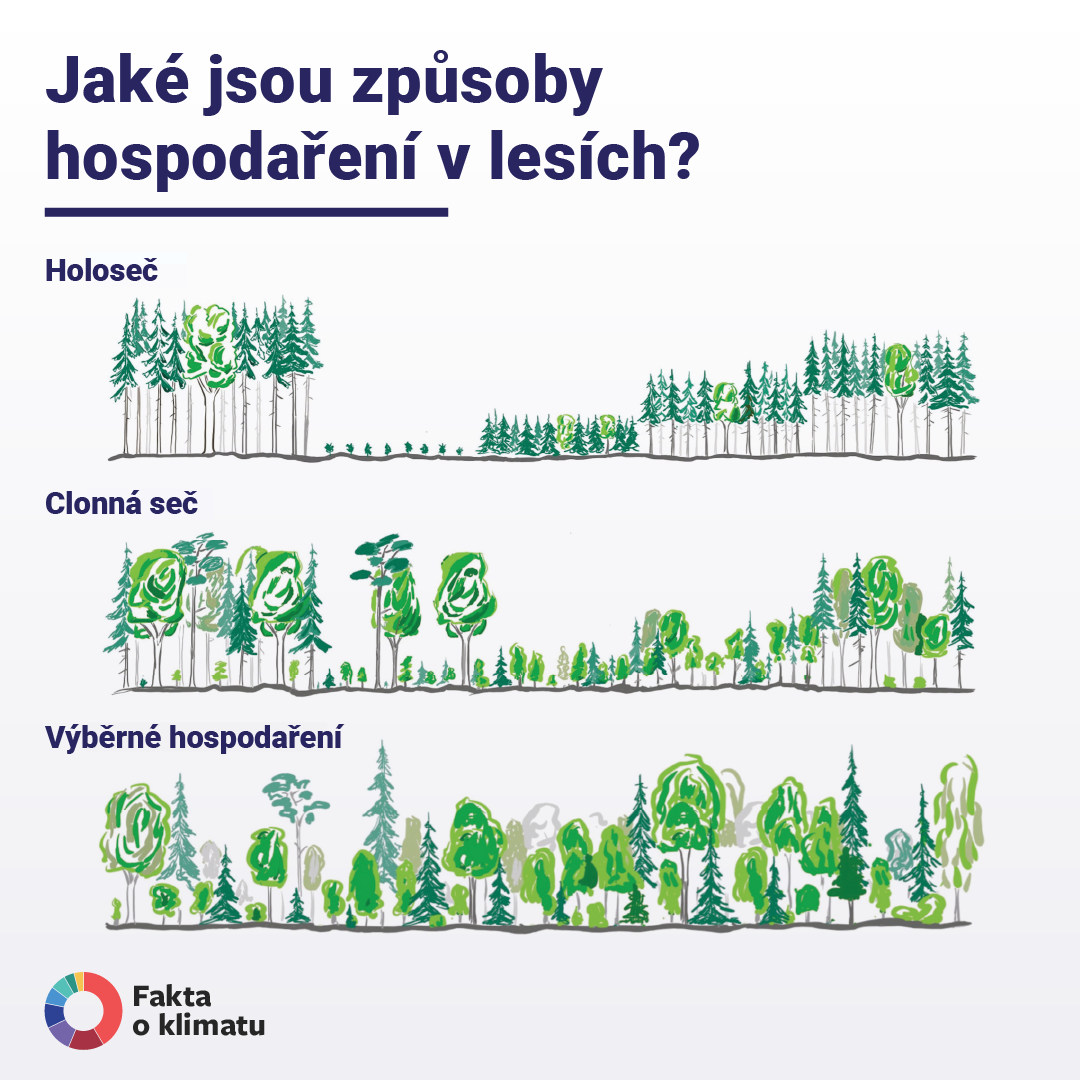 Jaké jsou způsoby
hospodaření v lesích?
Holoseč
Clonná seč
Výběrné hospodaření
Fakta
o klimatu